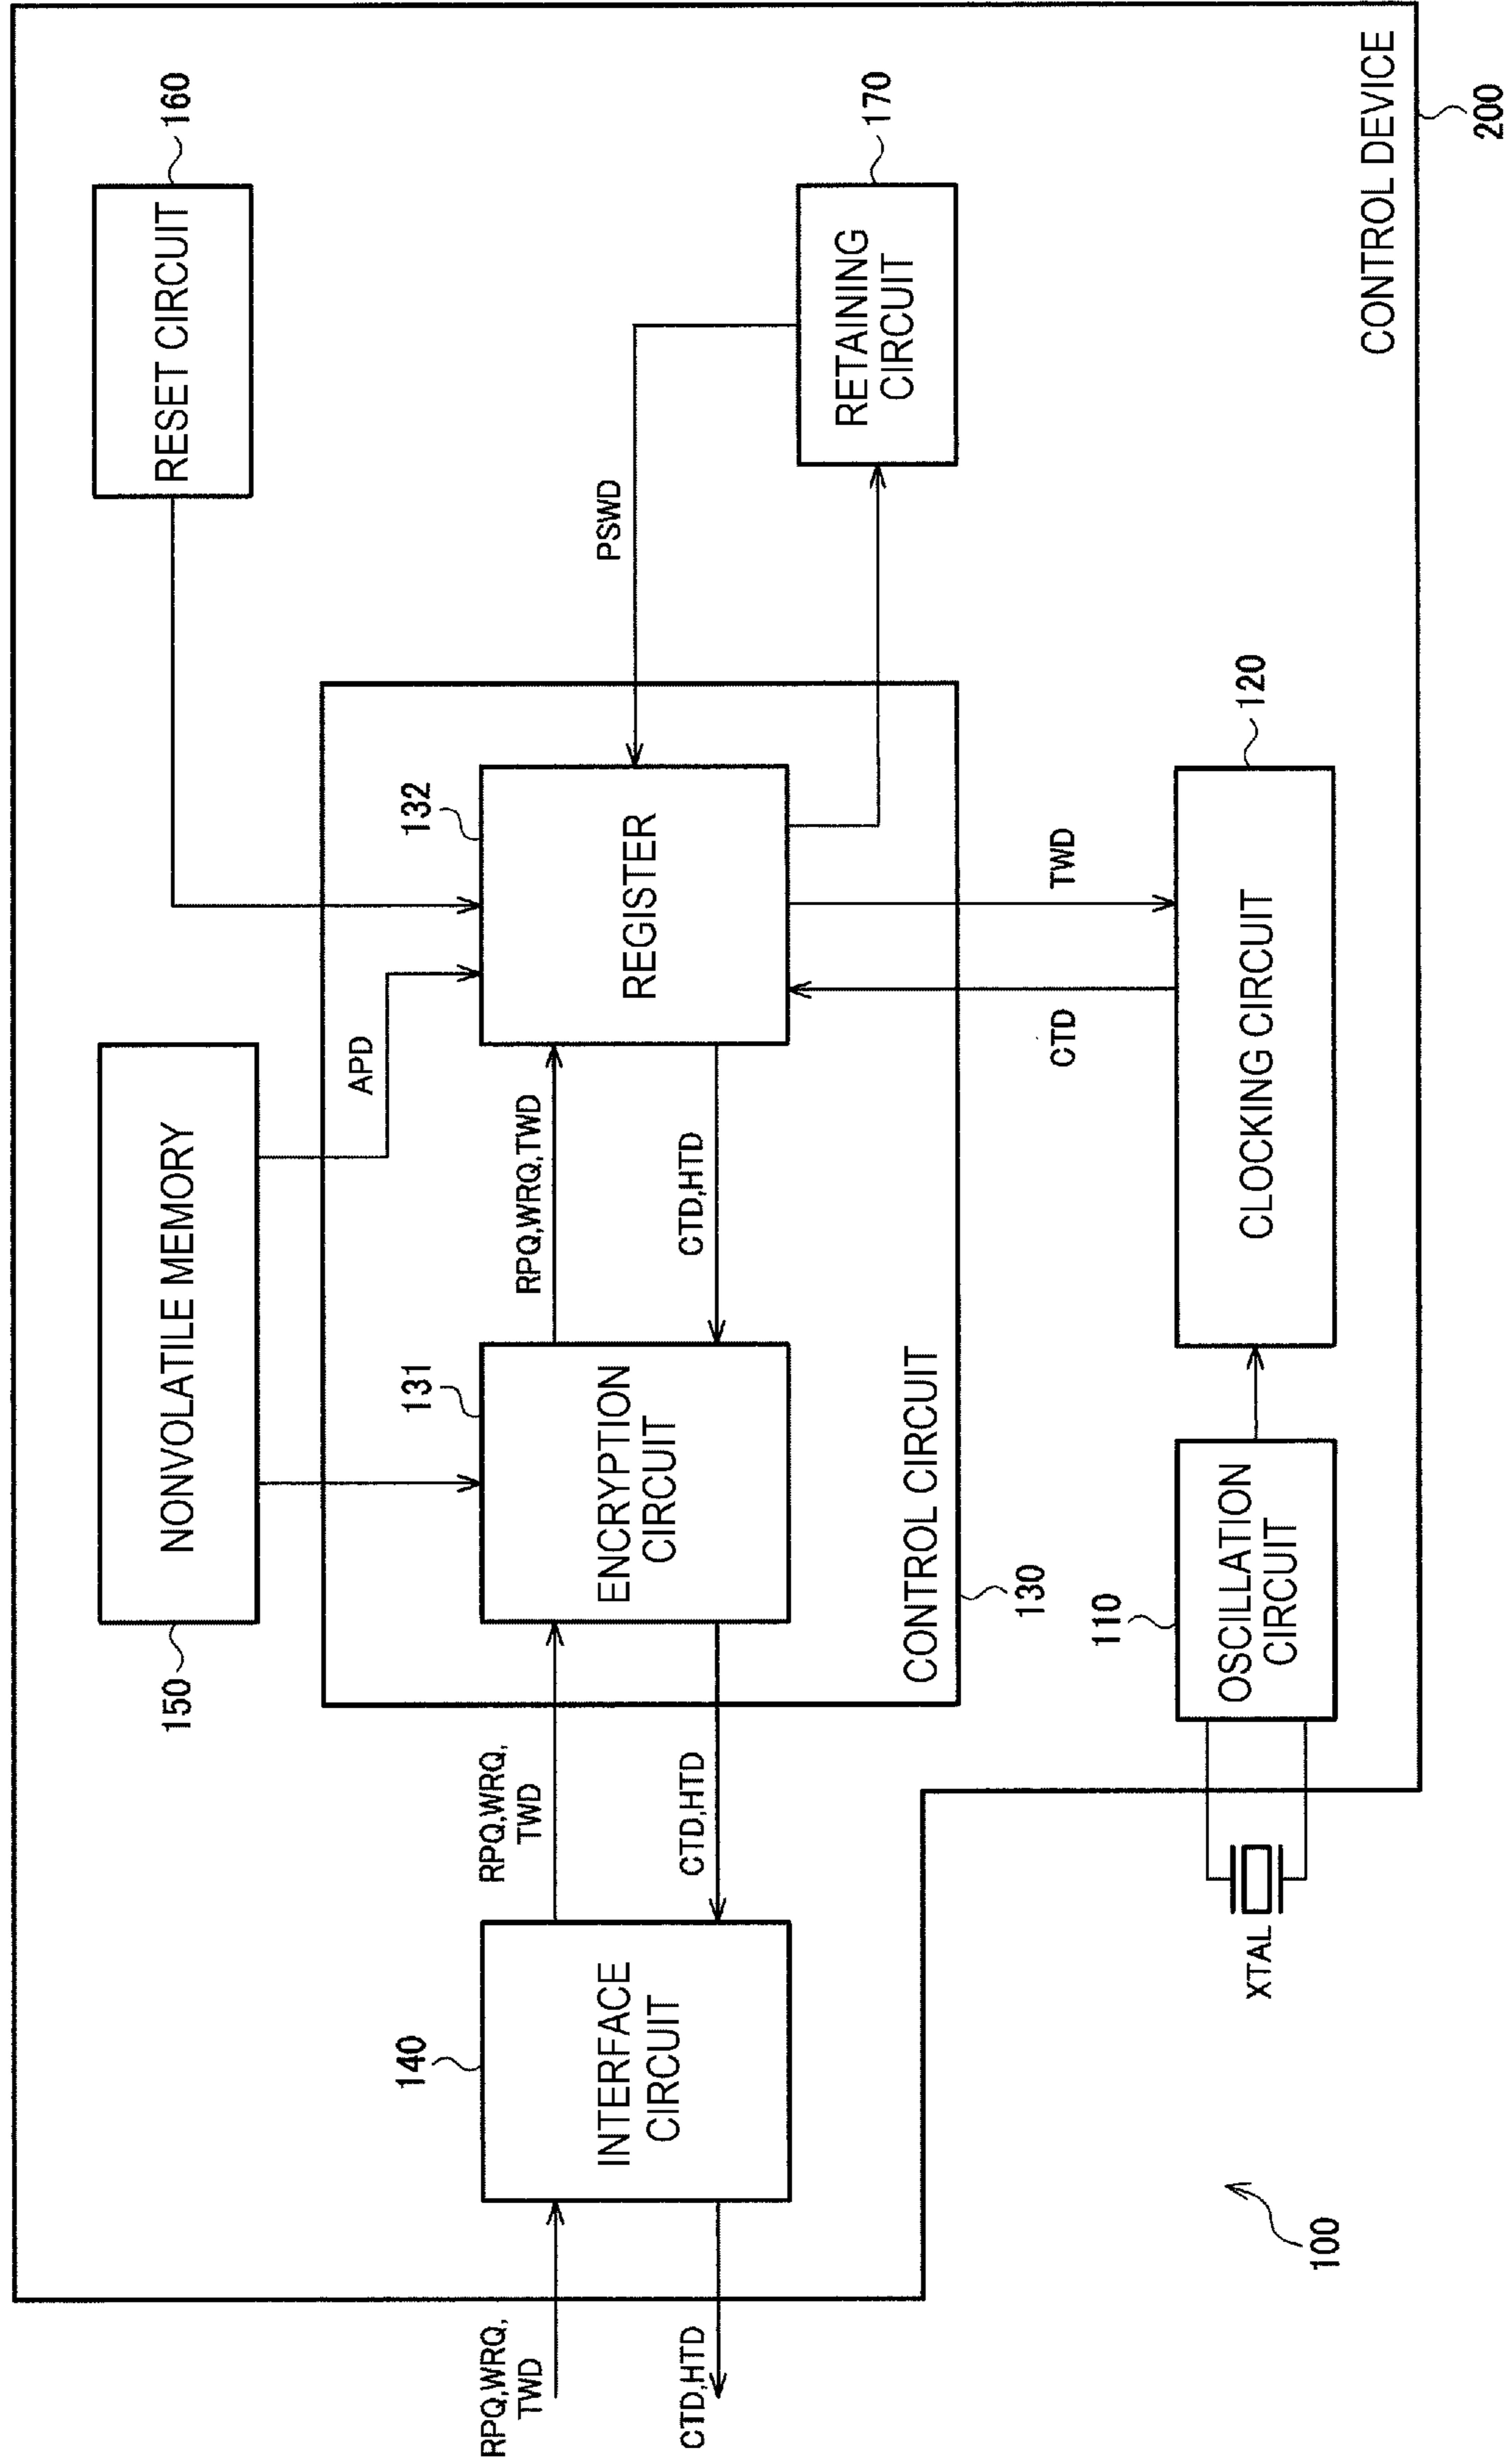 160
RESET CIRCUIT
NONVOLATILE MEMORY
150
APD
PSWD
170
RETAINING
CIRCUIT
140
INTERFACE
CIRCUIT
RPQ,WRQ,
TWD
CTD,HTD
RPQ,WRQ,
TWD
CTD,HTD
131
ENCRYPTION
CIRCUIT
RPQ,WRQ,TWD
CTD,HTD
132
REGISTER
CONTROL CIRCUIT
130
CTD
TWD
XTAL
110
OSCILLATION
CIRCUIT
CLOCKING CIRCUIT
120
CONTROL DEVICE
200
100